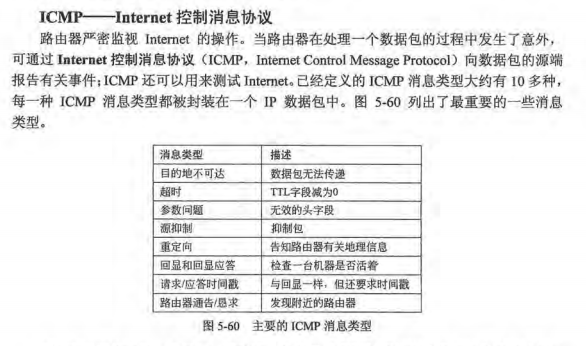 ICMP——Internet 控制消息协议
路由器严密监视 Internet 的操作。当路由器在处理一个数据包的过程中发生了意外，
可通过 Internet 控制消息协议（ICMP，Internet Control Message Protocol）向数据包的源端
报告有关事件；ICMP 还可以用来测试 Internet。已经定义的 ICMP 消息类型大约有 10 多种，
每一种 ICMP 消息类型都被封装在一个 IP 数据包中。图 5-60 列出了最重要的一些消息
类型。
消息类型 描述
目的地不可达 数据包无法传递
超时 TTL字段减为0
参数问题 无效的头字段
源抑制 抑制包
重定向 告知路由器有关地理信息
回显和回显应答 检查一台机器是否活着
请求/应答时间戳 与回显一样，但还要求时间戳
路由器通告/恳求 发现附近的路由器
图 5-60 主要的 ICMP 消息类型